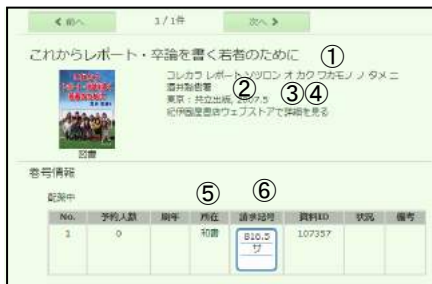 前へ 1 / 1件 次へ
これからレポート・卒論を書く若者のために ①
コレカラ レポート ソツロン オ カク ワカモノ ノ タメ ニ
酒井聡樹著 ② ③④
東京 : 共立出版, 2007.5
紀伊國屋書店ウェブストアで詳細を見る
図書
巻号情報
⑤ ⑥
配架中
No. 予約人数 刷年 所在 請求記号 資料ID 状況 備考
1 0 和書 816.5 107357
サ